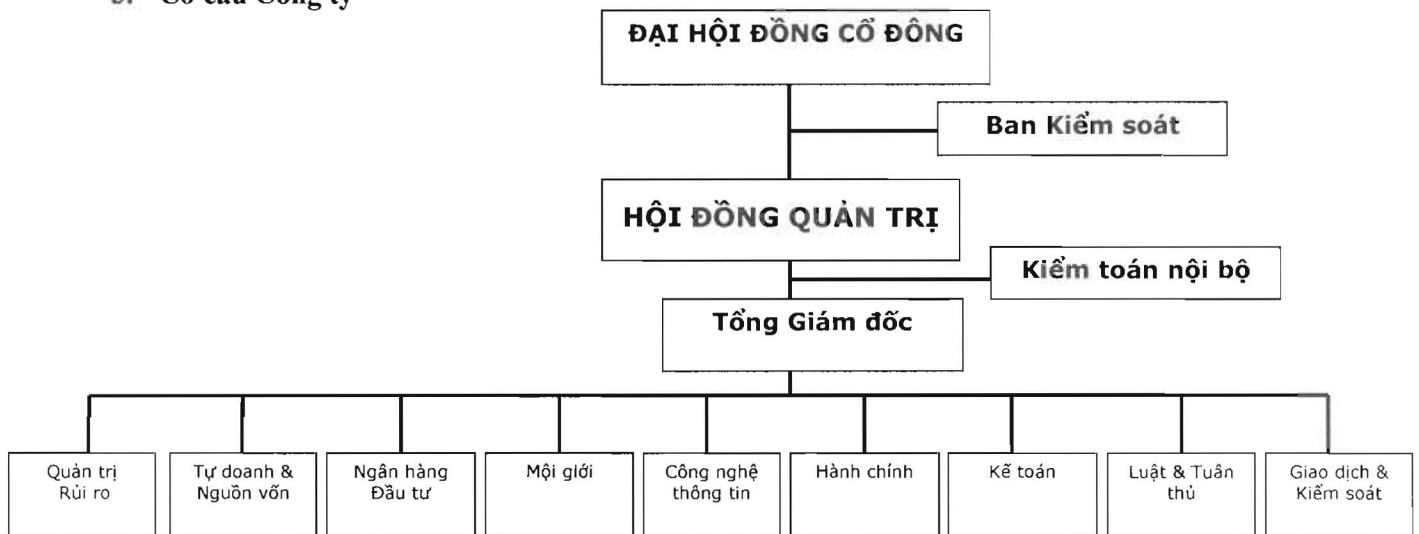 b. Cơ cấu Công ty
ĐẠI HỘI ĐỒNG CỔ ĐÔNG
Ban Kiểm soát
HỘI ĐỒNG QUẢN TRỊ
Kiểm toán nội bộ
Tổng Giám đốc
Quản trị
Rủi ro
Tự doanh &
Nguồn vốn
Ngân hàng
Đầu tư
Mội giới
Công nghệ
thông tin
Hành chính
Kế toán
Luật & Tuân
thủ
Giao dịch &
Kiểm soát